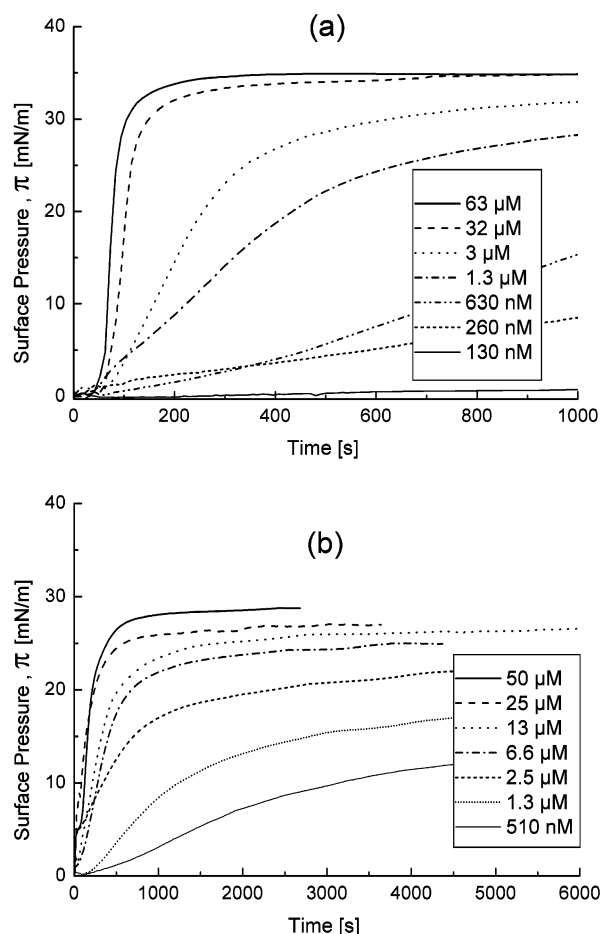 (a)
40
30
20
10
0
Surface Pressure , π [mN/m]
63 µM
32 µM
3 µM
1.3 µM
630 nM
260 nM
130 nM
0 200 400 600 800 1000
Time [s]
(b)
40
30
20
10
0
Surface Pressure , π [mN/m]
50 µM
25 µM
13 µM
6.6 µM
2.5 µM
1.3 µM
510 nM
0 1000 2000 3000 4000 5000 6000
Time [s]